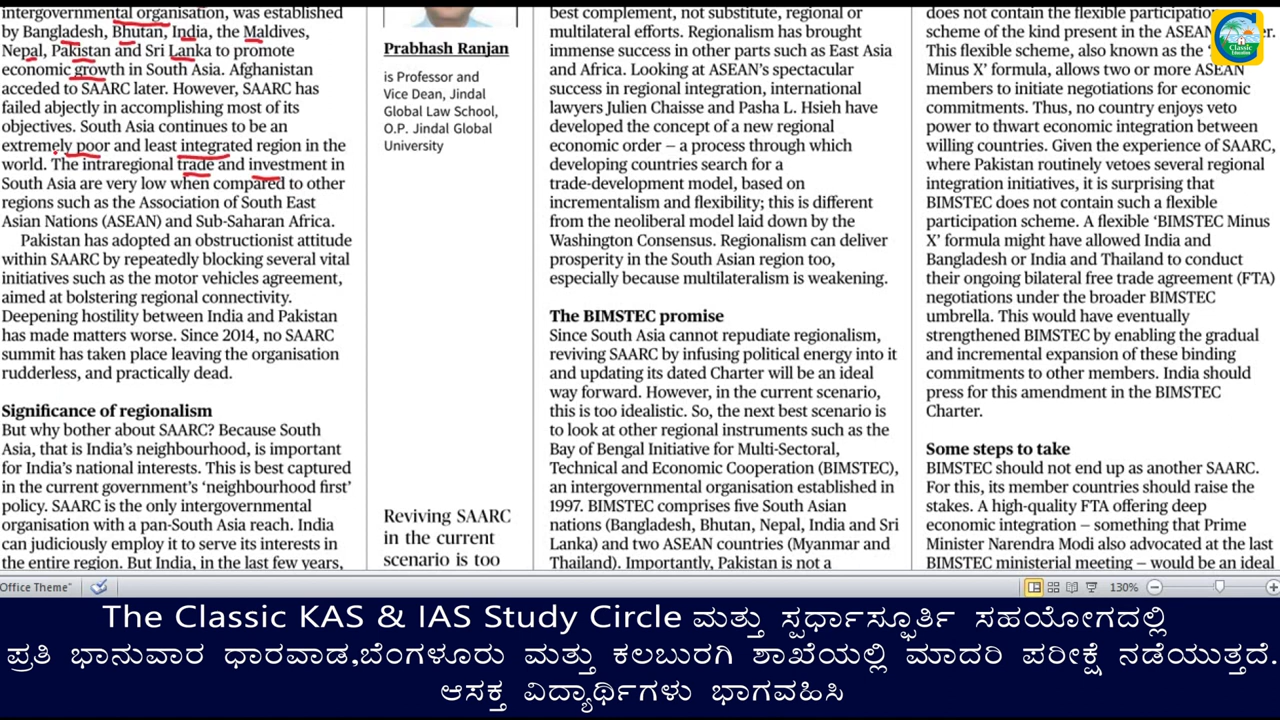 intergovernmental organisation, was established
by Bangladesh, Bhutan, India, the Maldives,
Nepal, Pakistan and Sri Lanka to promote
economic growth in South Asia. Afghanistan
acceded to SAARC later. However, SAARC has
failed abjectly in accomplishing most of its
objectives. South Asia continues to be an
extremely poor and least integrated region in the
world. The intraregional trade and investment in
South Asia are very low when compared to other
regions such as the Association of South East
Asian Nations (ASEAN) and Sub-Saharan Africa.
Pakistan has adopted an obstructionist attitude
within SAARC by repeatedly blocking several vital
initiatives such as the motor vehicles agreement,
aimed at bolstering regional connectivity.
Deepening hostility between India and Pakistan
has made matters worse. Since 2014, no SAARC
summit has taken place leaving the organisation
rudderless, and practically dead.
Significance of regionalism
But why bother about SAARC? Because South
Asia, that is India's neighbourhood, is important
for India's national interests. This is best captured
in the current government's 'neighbourhood first'
policy. SAARC is the only intergovernmental
organisation with a pan-South Asia reach. India
can judiciously employ it to serve its interests in
the entire region. But India, in the last few years,
Prabhash Ranjan
is Professor and
Vice Dean, Jindal
Global Law School,
O.P. Jindal Global
University
Reviving SAARC
in the current
scenario is too
best complement, not substitute, regional or
multilateral efforts. Regionalism has brought
immense success in other parts such as East Asia
and Africa. Looking at ASEAN's spectacular
success in regional integration, international
lawyers Julien Chaisse and Pasha L. Hsieh have
developed the concept of a new regional
economic order – a process through which
developing countries search for a
trade-development model, based on
incrementalism and flexibility; this is different
from the neoliberal model laid down by the
Washington Consensus. Regionalism can deliver
prosperity in the South Asian region too,
especially because multilateralism is weakening.
The BIMSTEC promise
Since South Asia cannot repudiate regionalism,
reviving SAARC by infusing political energy into it
and updating its dated Charter will be an ideal
way forward. However, in the current scenario,
this is too idealistic. So, the next best scenario is
to look at other regional instruments such as the
Bay of Bengal Initiative for Multi-Sectoral,
Technical and Economic Cooperation (BIMSTEC),
an intergovernmental organisation established in
1997. BIMSTEC comprises five South Asian
nations (Bangladesh, Bhutan, Nepal, India and Sri
Lanka) and two ASEAN countries (Myanmar and
Thailand). Importantly, Pakistan is not a
does not contain the flexible participation
scheme of the kind present in the ASEAN
This flexible scheme, also known as the
Minus X' formula, allows two or more ASEAN
members to initiate negotiations for economic
commitments. Thus, no country enjoys veto
power to thwart economic integration between
willing countries. Given the experience of SAARC,
where Pakistan routinely vetoes several regional
integration initiatives, it is surprising that
BIMSTEC does not contain such a flexible
participation scheme. A flexible 'BIMSTEC Minus
X' formula might have allowed India and
Bangladesh or India and Thailand to conduct
their ongoing bilateral free trade agreement (FTA)
negotiations under the broader BIMSTEC
umbrella. This would have eventually
strengthened BIMSTEC by enabling the gradual
and incremental expansion of these binding
commitments to other members. India should
press for this amendment in the BIMSTEC
Charter.
Some steps to take
BIMSTEC should not end up as another SAARC.
For this, its member countries should raise the
stakes. A high-quality FTA offering deep
economic integration – something that Prime
Minister Narendra Modi also advocated at the last
BIMSTEC ministerial meeting – would be an ideal
Classic
Education
Office Theme"
130%
The Classic KAS & IAS Study Circle ಮತ್ತು ಸ್ಪರ್ಧಾಸ್ಫೂರ್ತಿ ಸಹಯೋಗದಲ್ಲಿ
ಪ್ರತಿ ಭಾನುವಾರ ಧಾರವಾಡ,ಬೆಂಗಳೂರು ಮತ್ತು ಕಲಬುರಗಿ ಶಾಖೆಯಲ್ಲಿ ಮಾದರಿ ಪರೀಕ್ಷೆ ನಡೆಯುತ್ತದೆ.
ಆಸಕ್ತ ವಿದ್ಯಾರ್ಥಿಗಳು ಭಾಗವಹಿಸಿ